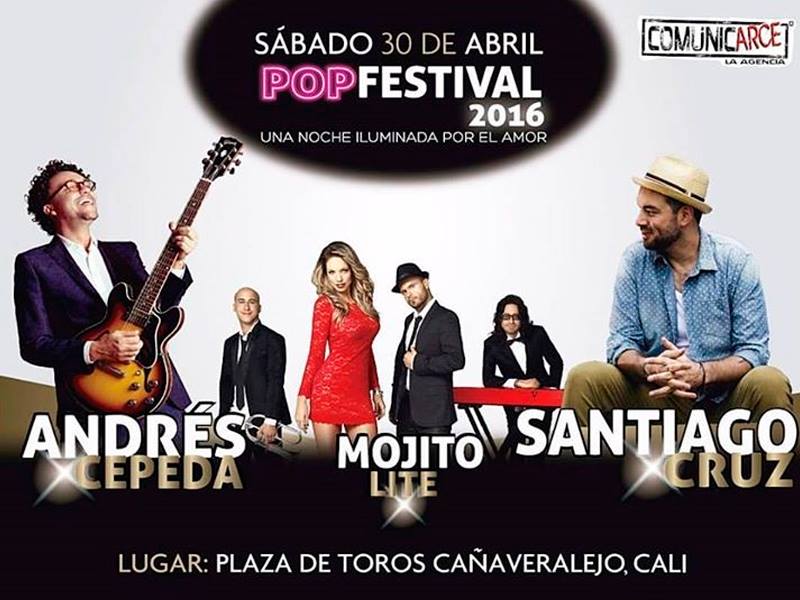 SÁBADO 30 DE ABRIL
POPFESTIVAL
2016
UNA NOCHE ILUMINADA POR EL AMOR
COMUNICARCE
LA AGENCIA
ANDRÉS
CEPEDA
MOJITO
LITE
SANTIAGO
CRUZ
LUGAR: PLAZA DE TOROS CAÑAVERALEJO, CALI